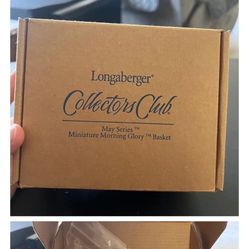 Longaberger®
Collectors Club®
May Series™
Miniature Morning Glory™ Basket